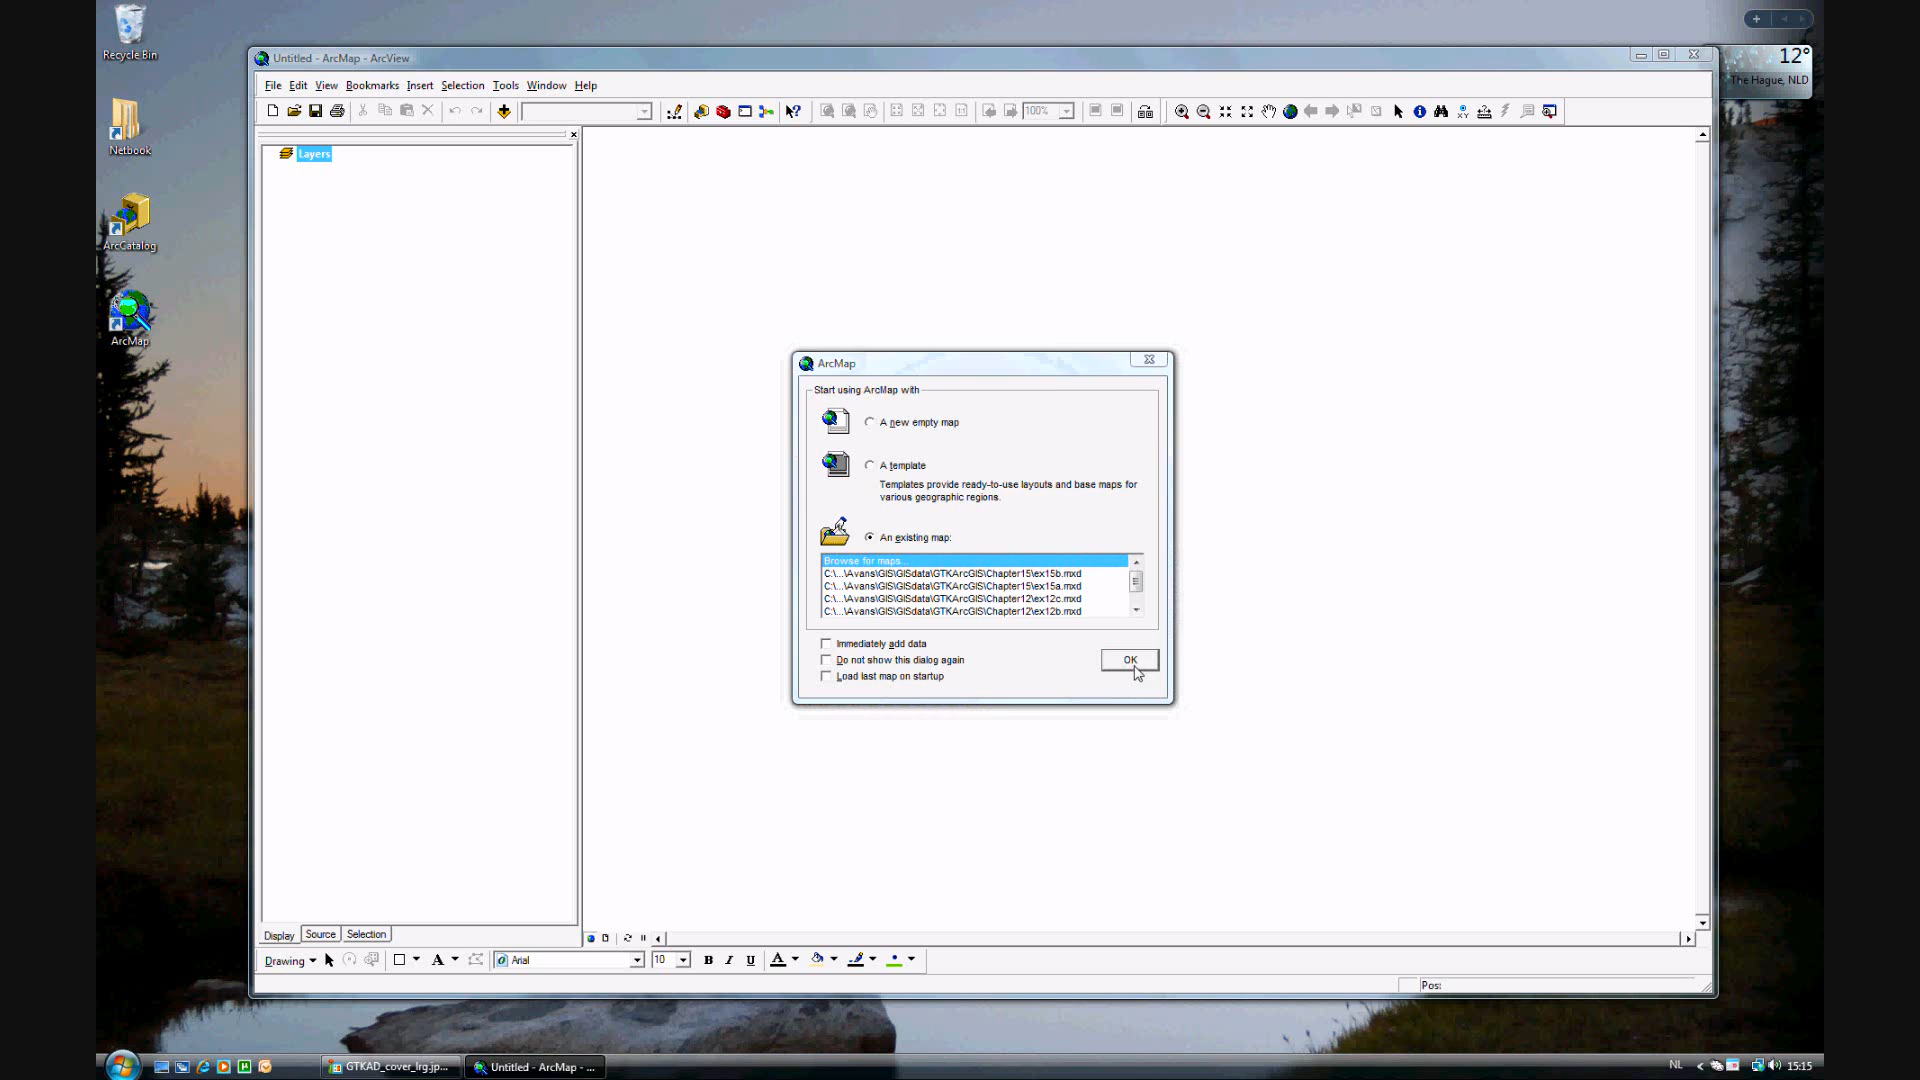 Recycle Bin
Netbook
ArcCatalog
ArcMap
12°
The Hague, NLD
Untitled - ArcMap - ArcView
File Edit View Bookmarks Insert Selection Tools Window Help
100%
Layers
ArcMap
Start using ArcMap with
A new empty map
A template
Templates provide ready-to-use layouts and base maps for
various geographic regions.
An existing map:
Browse for maps...
C:\...\Avans\GIS\GISdata\GTKArcGIS\Chapter15\ex15b.mxd
C:\...\Avans\GIS\GISdata\GTKArcGIS\Chapter15\ex15a.mxd
C:\...\Avans\GIS\GISdata\GTKArcGIS\Chapter12\ex12c.mxd
C:\...\Avans\GIS\GISdata\GTKArcGIS\Chapter12\ex12b.mxd
Immediately add data
Do not show this dialog again
Load last map on startup
OK
Display Source Selection
Drawing A Arial 10 B I U A
Pos:
GTKAD_cover_lrg.jp... Untitled - ArcMap - ... NL 15:15